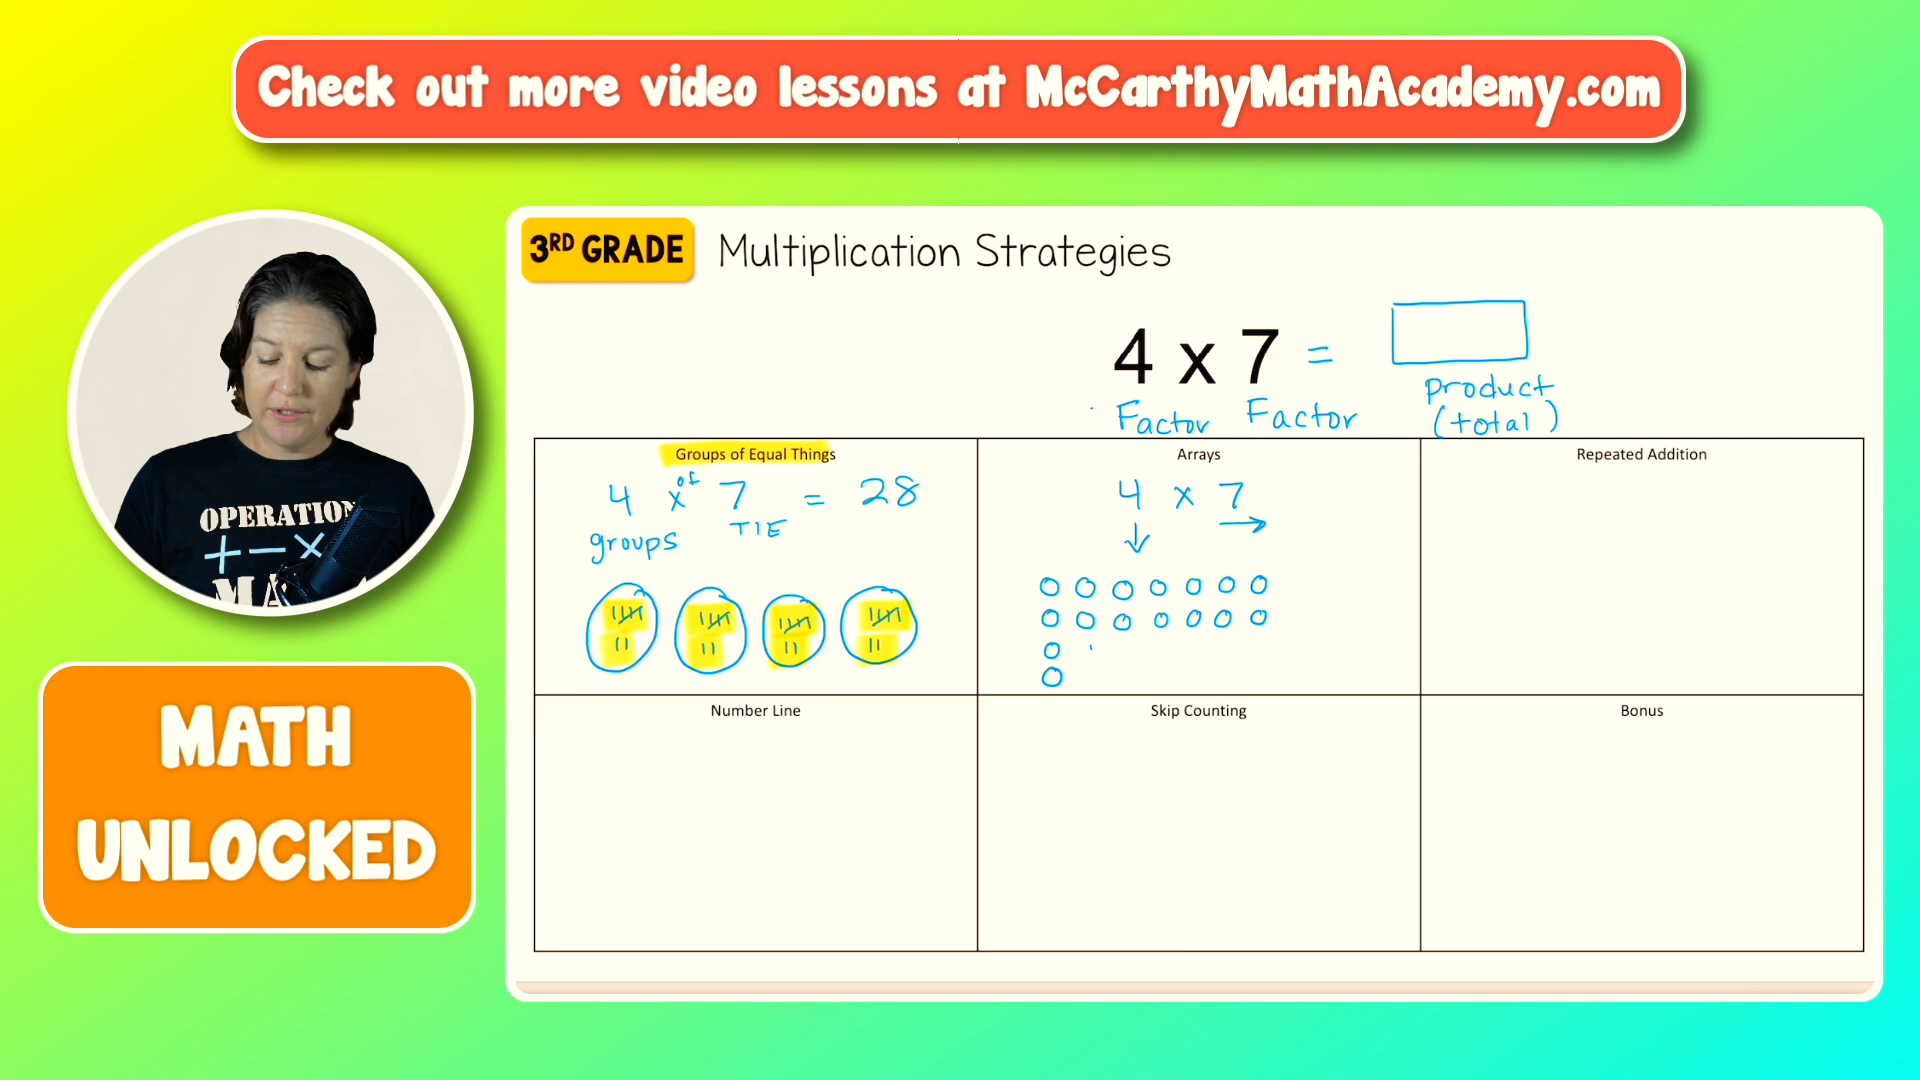 Check out more video lessons at McCarthyMathAcademy.com
3RD GRADE
Multiplication Strategies
4 x 7 =
Factor Factor
product
(total)
Groups of Equal Things
4 x of 7 = 28
groups
TIE
Arrays
4 x 7
Repeated Addition
Number Line
Skip Counting
Bonus
OPERATION
+ − ×
MA
MATH
UNLOCKED